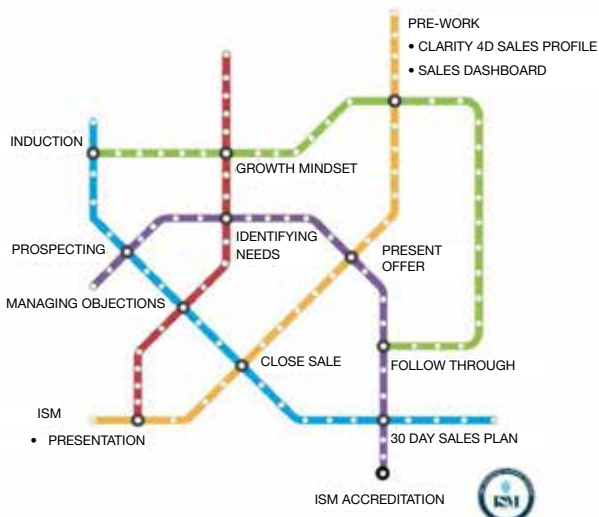 PRE-WORK
• CLARITY 4D SALES PROFILE
• SALES DASHBOARD
INDUCTION
GROWTH MINDSET
IDENTIFYING
NEEDS
PROSPECTING
PRESENT
OFFER
MANAGING OBJECTIONS
CLOSE SALE
FOLLOW THROUGH
ISM
• PRESENTATION
30 DAY SALES PLAN
ISM ACCREDITATION
ISM